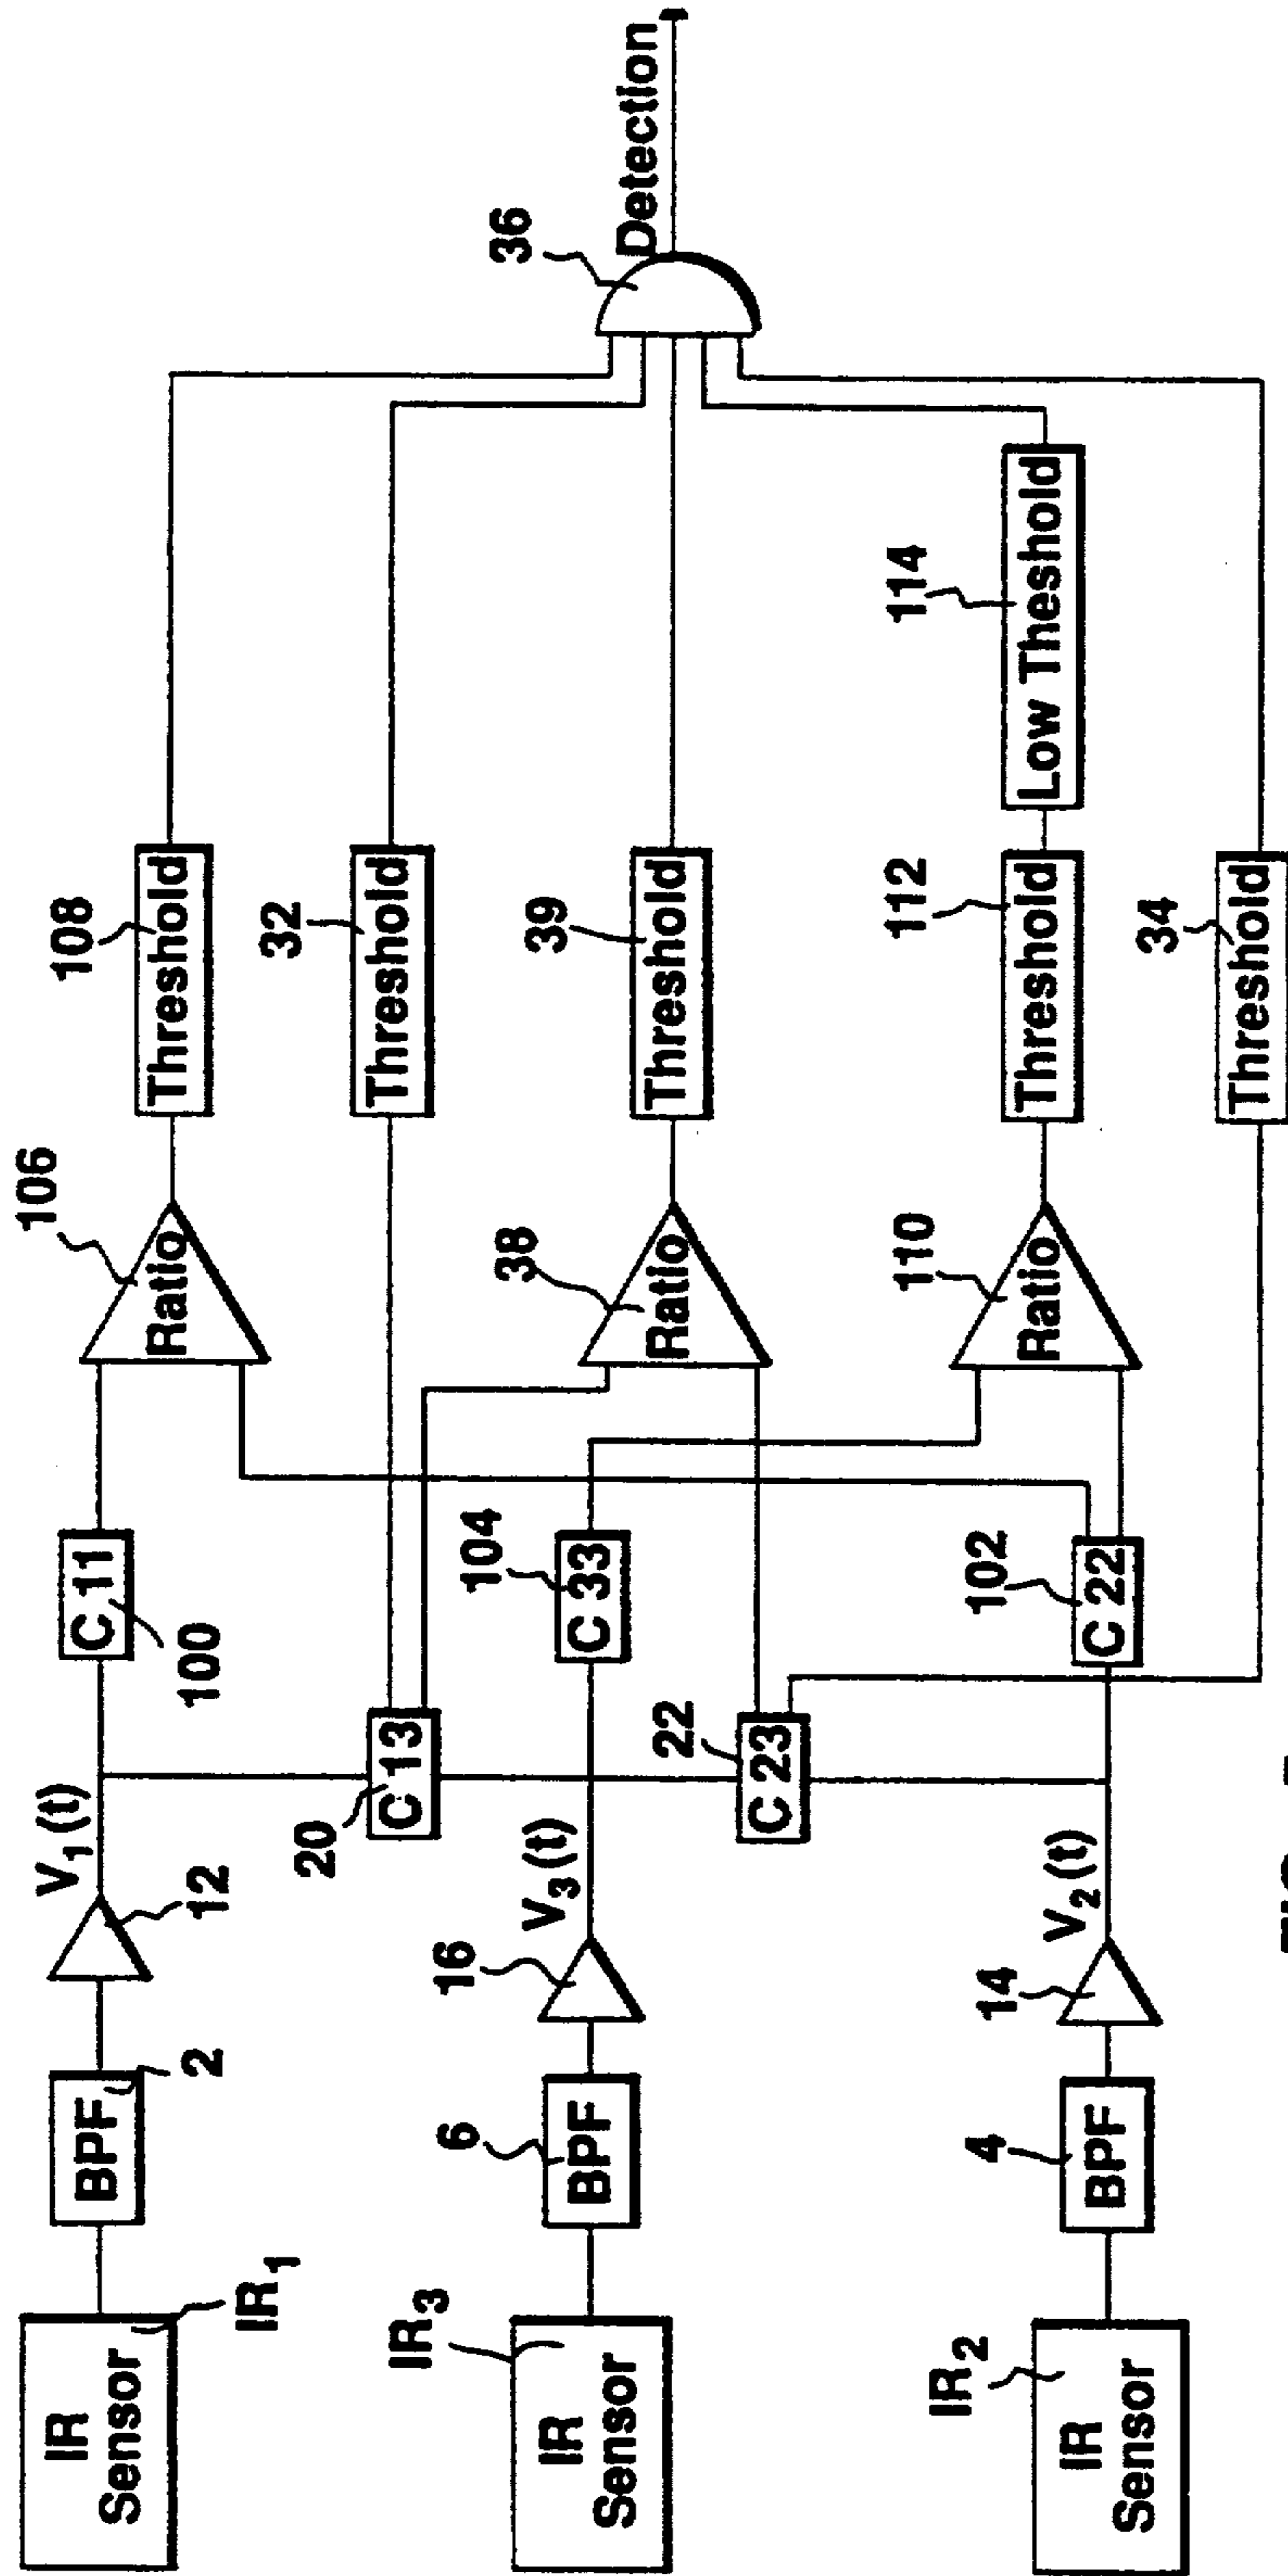 IR
Sensor
IR1
BPF
2
12
V1(t)
C 11
100
Ratio
106
Threshold
108
20
C 13
Threshold
32
IR
Sensor
IR3
BPF
6
16
V3(t)
C 33
104
Ratio
38
Threshold
39
36
Detection
22
C 23
IR
Sensor
IR2
BPF
4
14
V2(t)
C 22
102
Ratio
110
Threshold
112
Low Theshold
114
Threshold
34